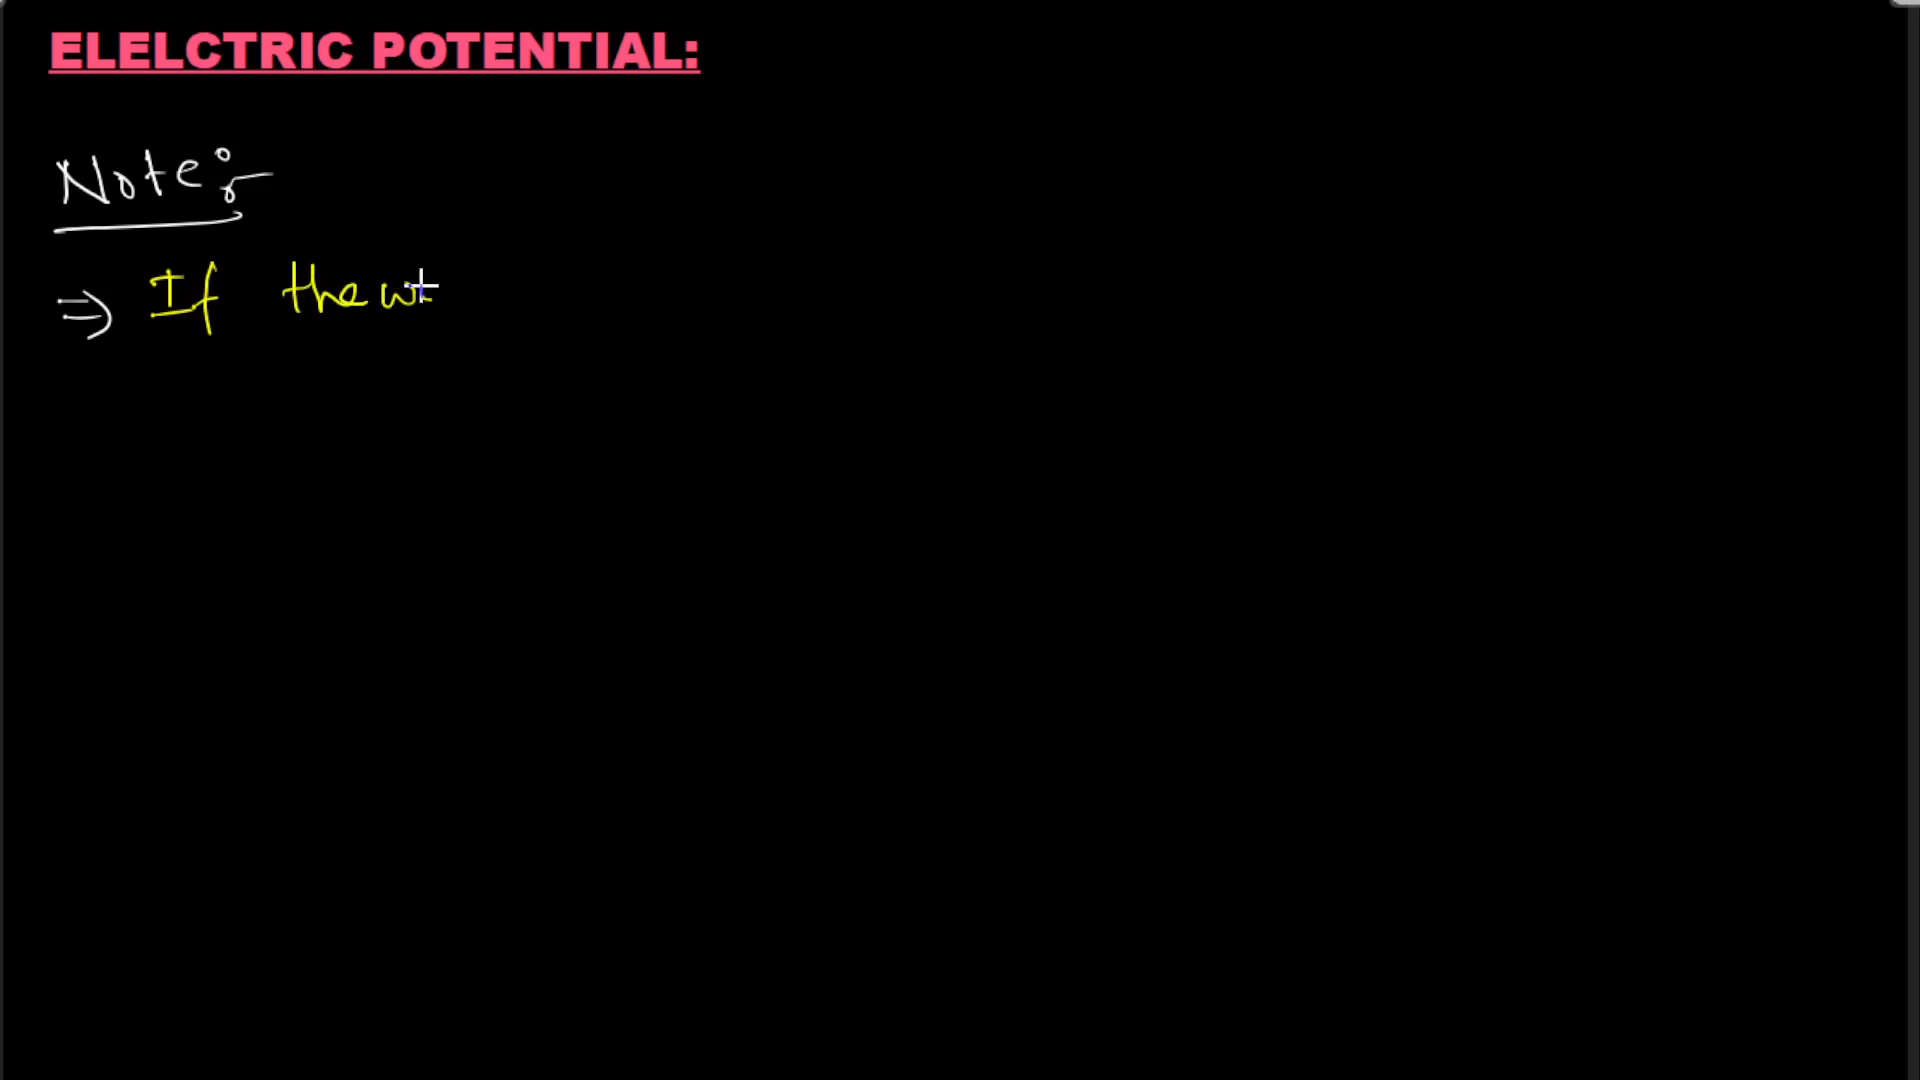 ELELCTRIC POTENTIAL:
Note:-
⇒ If the